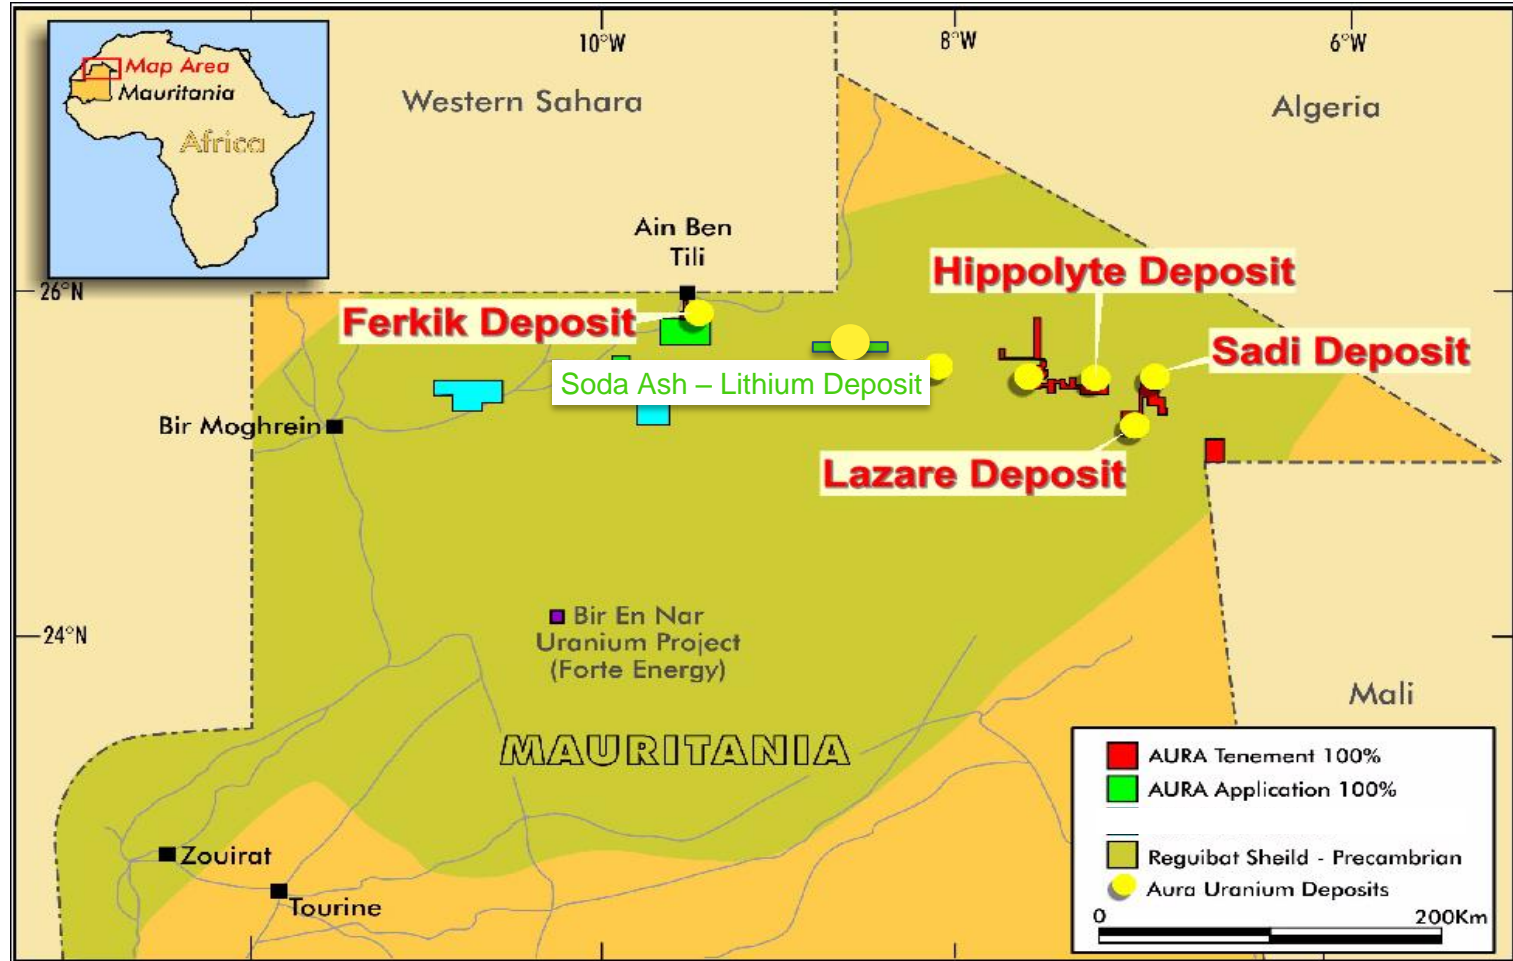 10°W
8°W
6°W
Map Area
Mauritania
Africa
Western Sahara
Algeria
Ain Ben
Tili
26°N
Hippolyte Deposit
Ferkik Deposit
Sadi Deposit
Soda Ash – Lithium Deposit
Bir Moghrein
Lazare Deposit
Bir En Nar
Uranium Project
(Forte Energy)
24°N
Mali
MAURITANIA
AURA Tenement 100%
AURA Application 100%
Reguibat Sheild - Precambrian
Aura Uranium Deposits
0 200Km
Zouirat
Tourine